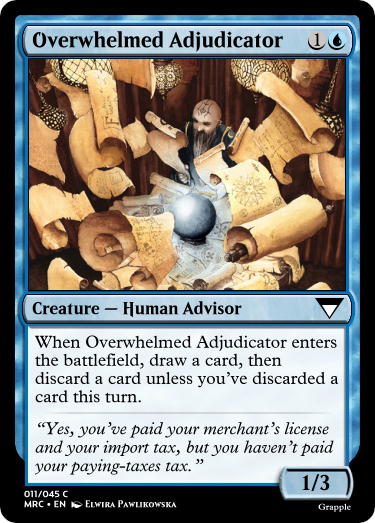 Overwhelmed Adjudicator 1
Creature — Human Advisor
When Overwhelmed Adjudicator enters
the battlefield, draw a card, then
discard a card unless you’ve discarded a
card this turn.
“Yes, you’ve paid your merchant’s license
and your import tax, but you haven’t paid
your paying-taxes tax.”
1/3
011/045 C
MRC • EN Elwira Pawlikowska
Grapple